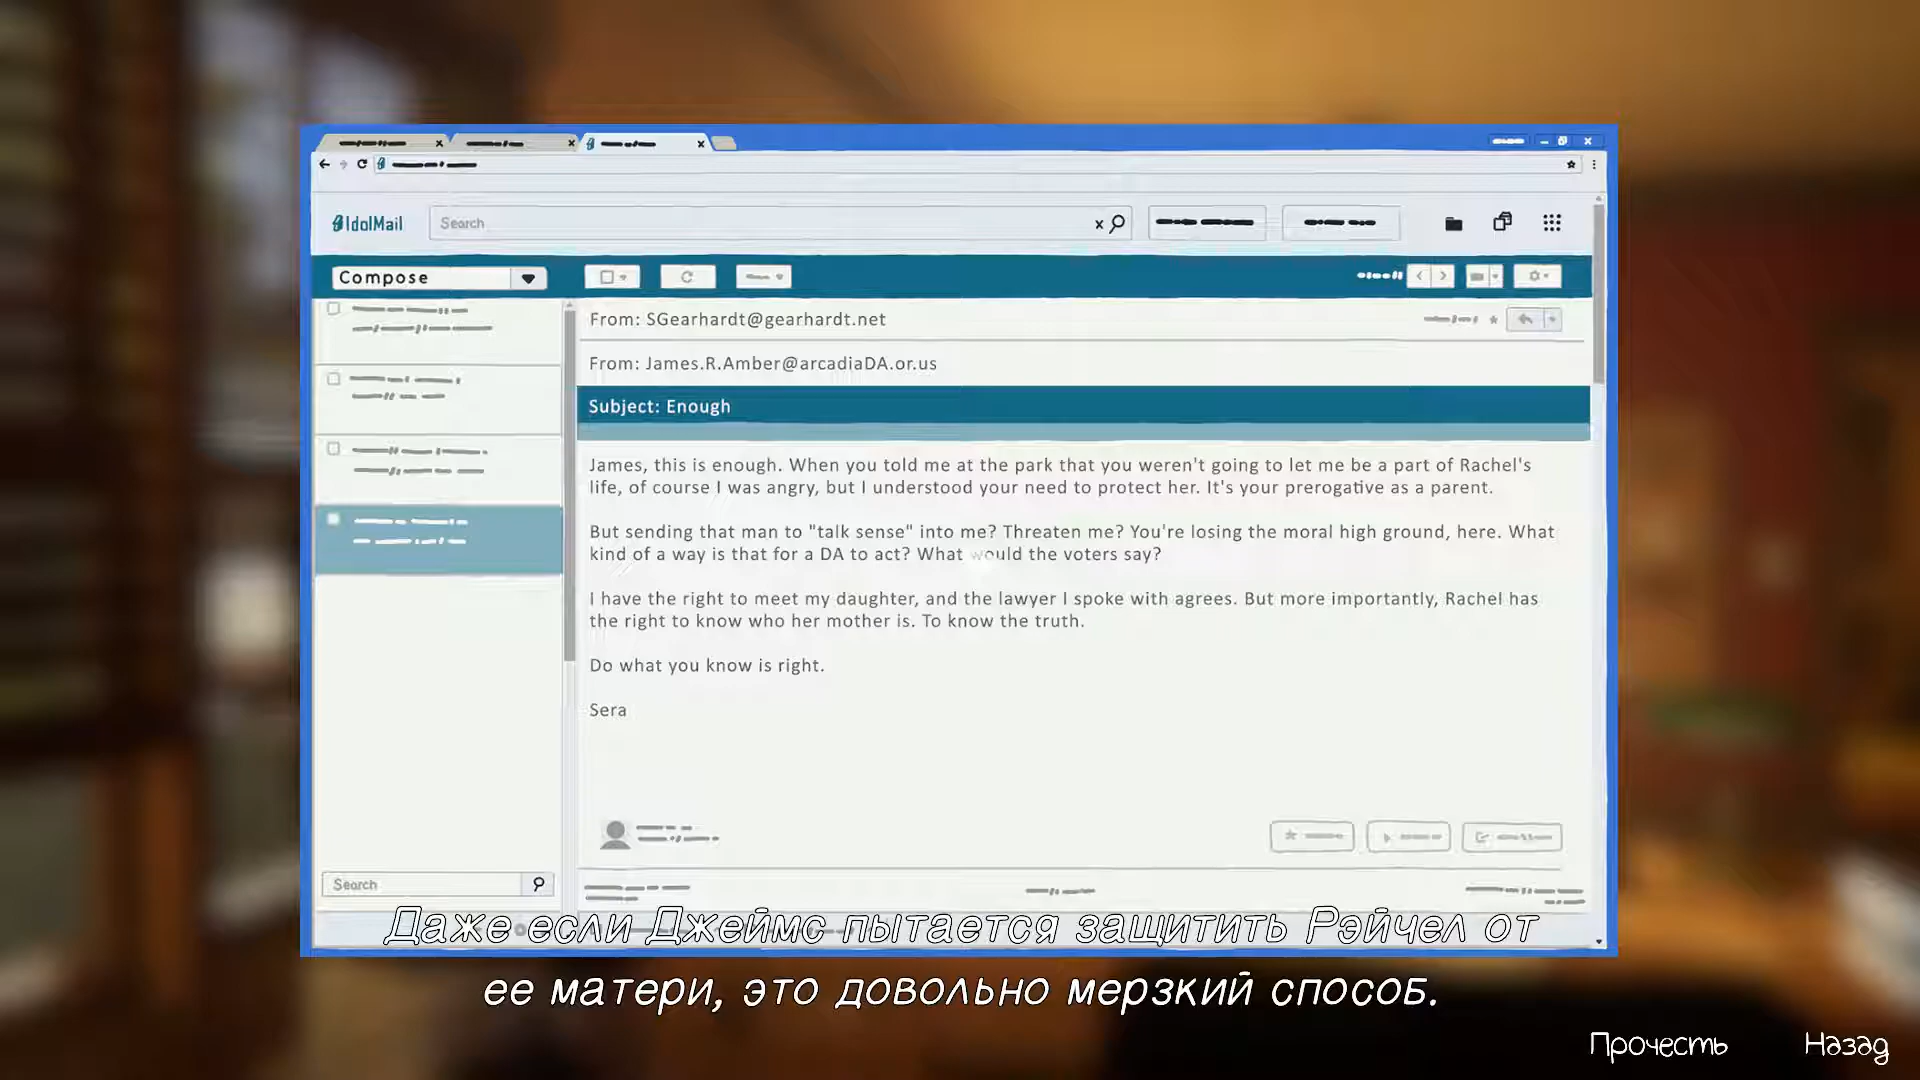 IdolMail
Search
Compose
From: SGearhardt@gearhardt.net
From: James.R.Amber@arcadiaDA.or.us
Subject: Enough
James, this is enough. When you told me at the park that you weren't going to let me be a part of Rachel's
life, of course I was angry, but I understood your need to protect her. It's your prerogative as a parent.
But sending that man to "talk sense" into me? Threaten me? You're losing the moral high ground, here. What
kind of a way is that for a DA to act? What would the voters say?
I have the right to meet my daughter, and the lawyer I spoke with agrees. But more importantly, Rachel has
the right to know who her mother is. To know the truth.
Do what you know is right.
Sera
Search
Даже если Джеймс пытается защитить Рэйчел от
ее матери, это довольно мерзкий способ.
Прочесть
Назад